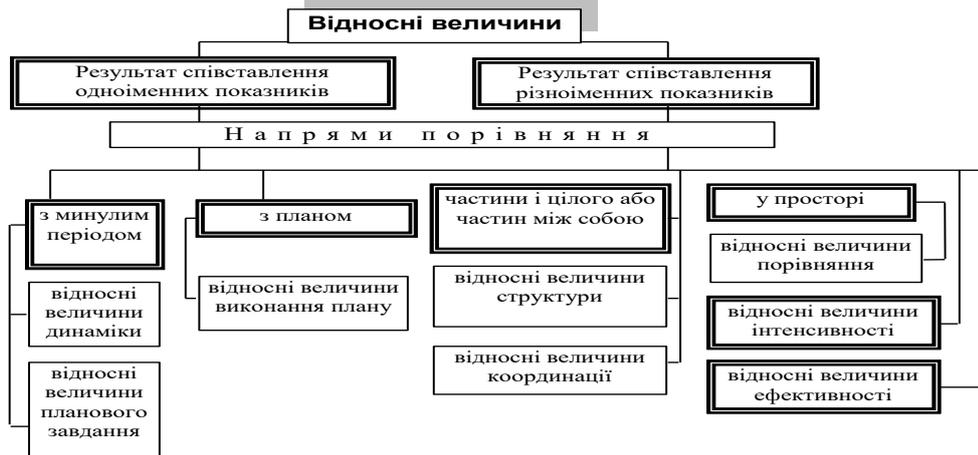 Відносні величини
Результат співставлення
одноіменних показників
Результат співставлення
різноіменних показників
Напрями порівняння
з минулим
періодом
з планом
частини і цілого або
частин між собою
у просторі
відносні величини
порівняння
відносні
величини
динаміки
відносні величини
виконання плану
відносні величини
структури
відносні величини
інтенсивності
відносні
величини
планового
завдання
відносні величини
координації
відносні величини
ефективності